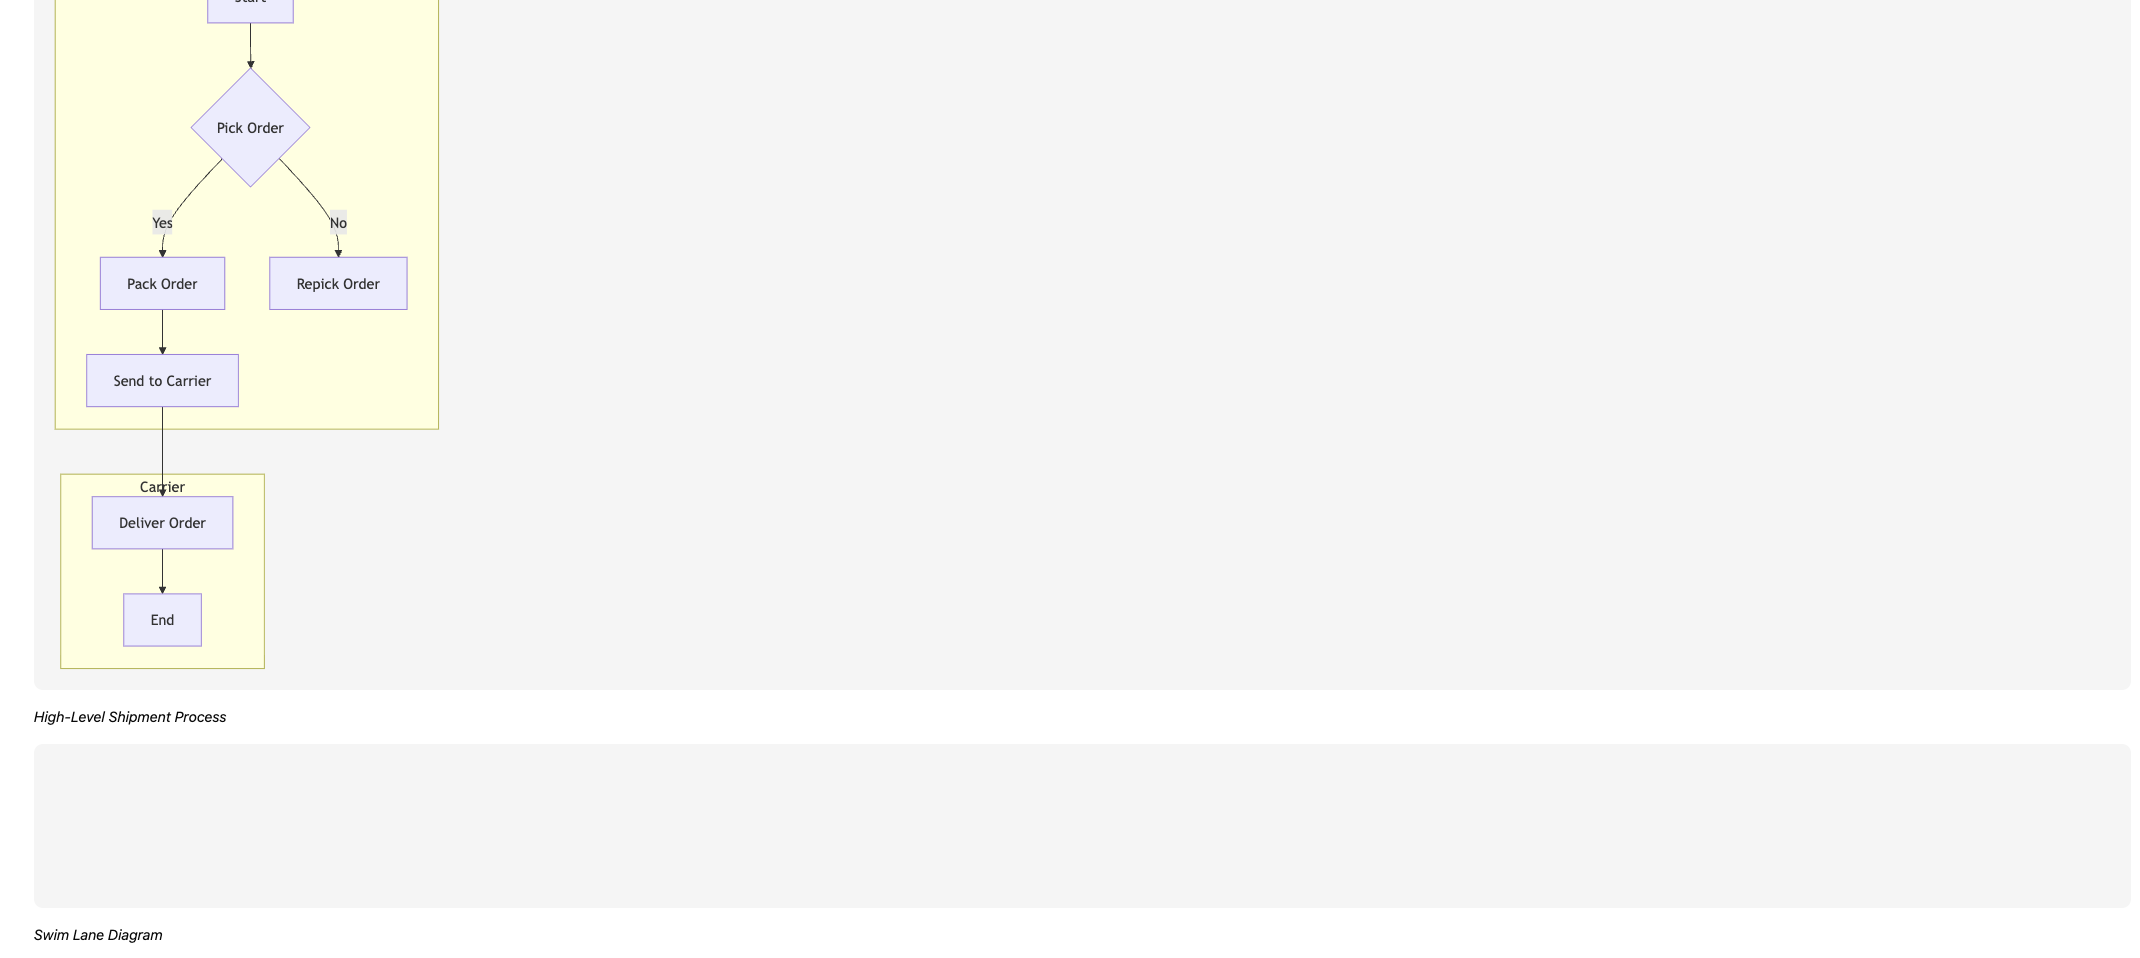 Start
Pick Order
Yes
No
Pack Order
Repick Order
Send to Carrier
Carrier
Deliver Order
End
High-Level Shipment Process
Swim Lane Diagram